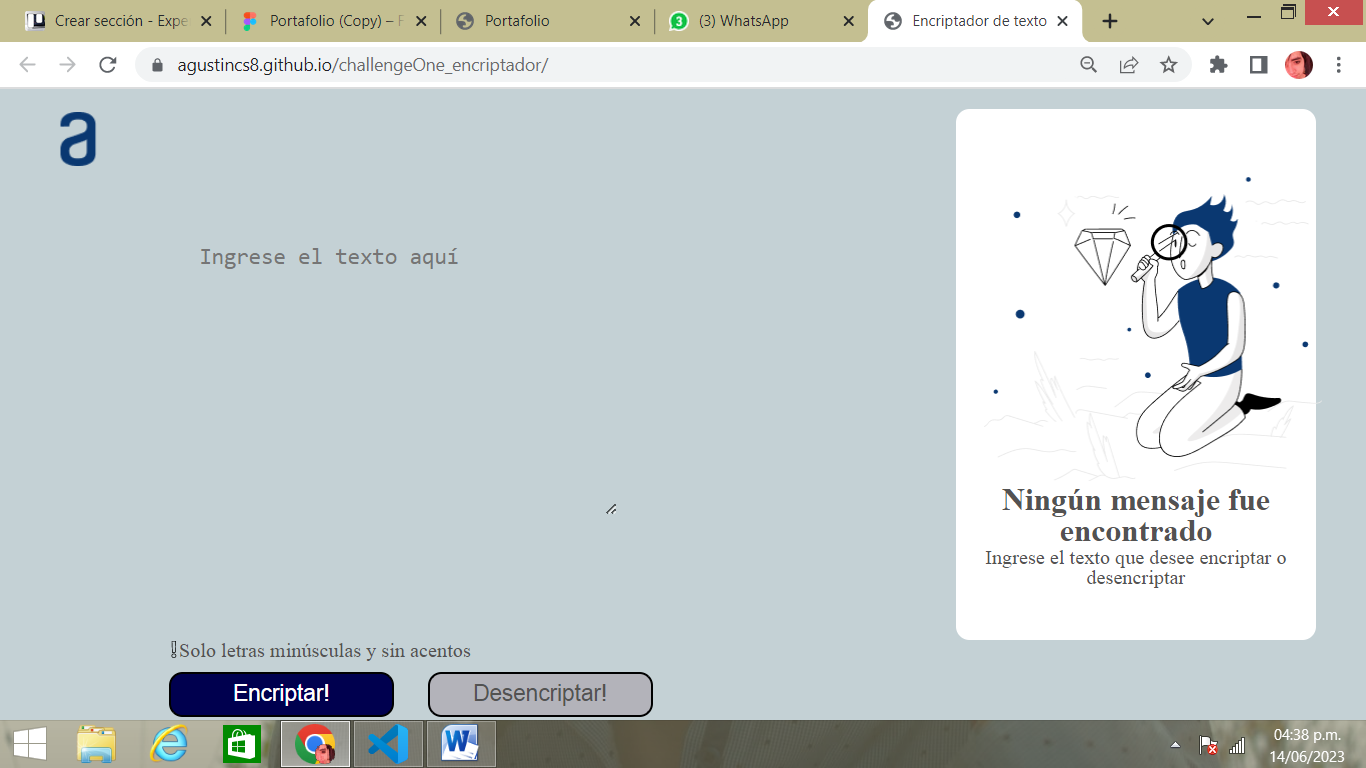 Crear sección - Expe
Portafolio (Copy) – F
Portafolio
3
(3) WhatsApp
Encriptador de texto
agustincs8.github.io/challengeOne_encriptador/
a
Ingrese el texto aquí
Ningún mensaje fue
encontrado
Ingrese el texto que desee encriptar o
desencriptar
Solo letras minúsculas y sin acentos
Encriptar!
Desencriptar!
04:38 p.m.
14/06/2023